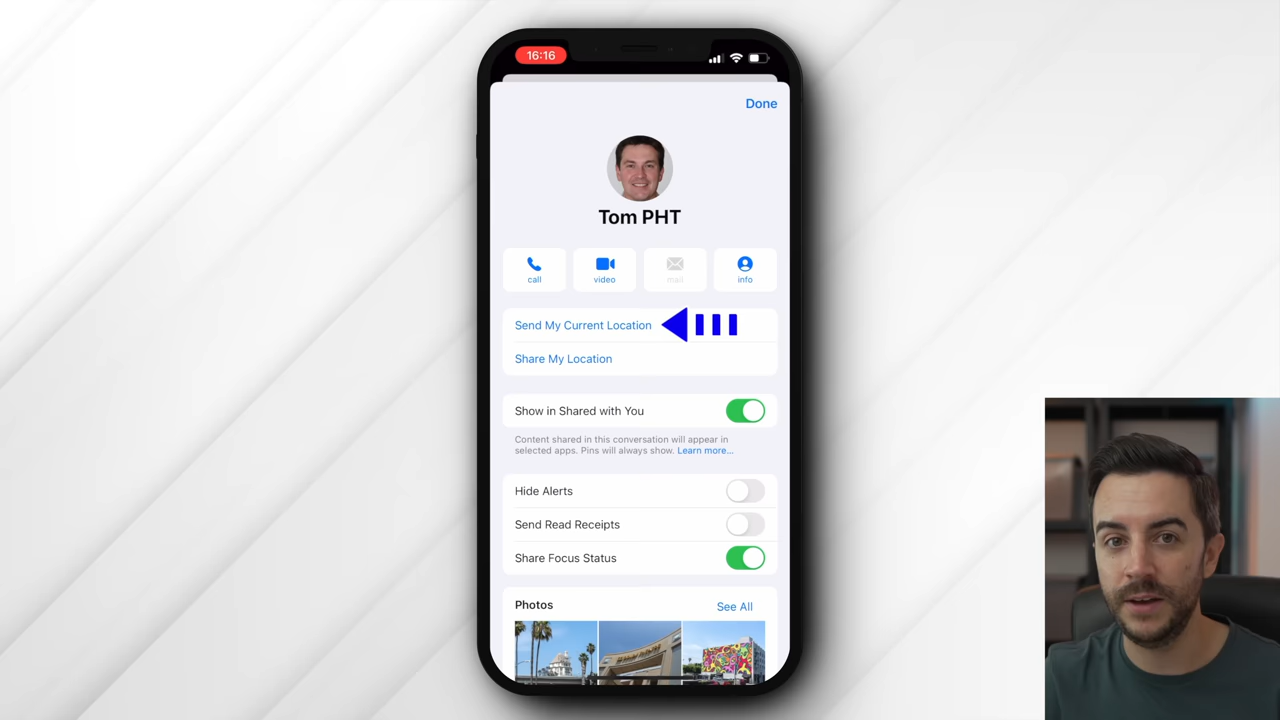 16:16
Done
Tom PHT
call
video
mail
info
Send My Current Location
Share My Location
Show in Shared with You
Content shared in this conversation will appear in
selected apps. Pins will always show. Learn more...
Hide Alerts
Send Read Receipts
Share Focus Status
Photos
See All